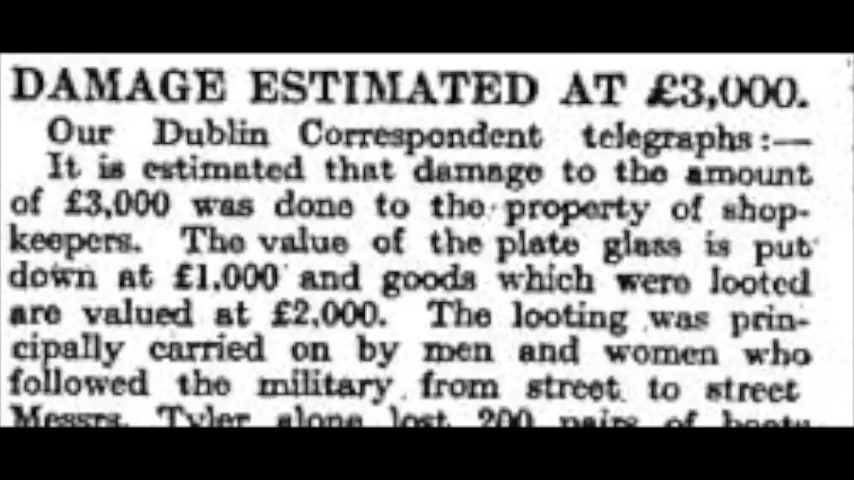 DAMAGE ESTIMATED AT £3,000.
Our Dublin Correspondent telegraphs:—
It is estimated that damage to the amount
of £3,000 was done to the property of shop-
keepers. The value of the plate glass is put
down at £1,000 and goods which were looted
are valued at £2,000. The looting was prin-
cipally carried on by men and women who
followed the military from street to street
Messrs. Tyler alone lost 200 pairs of boots